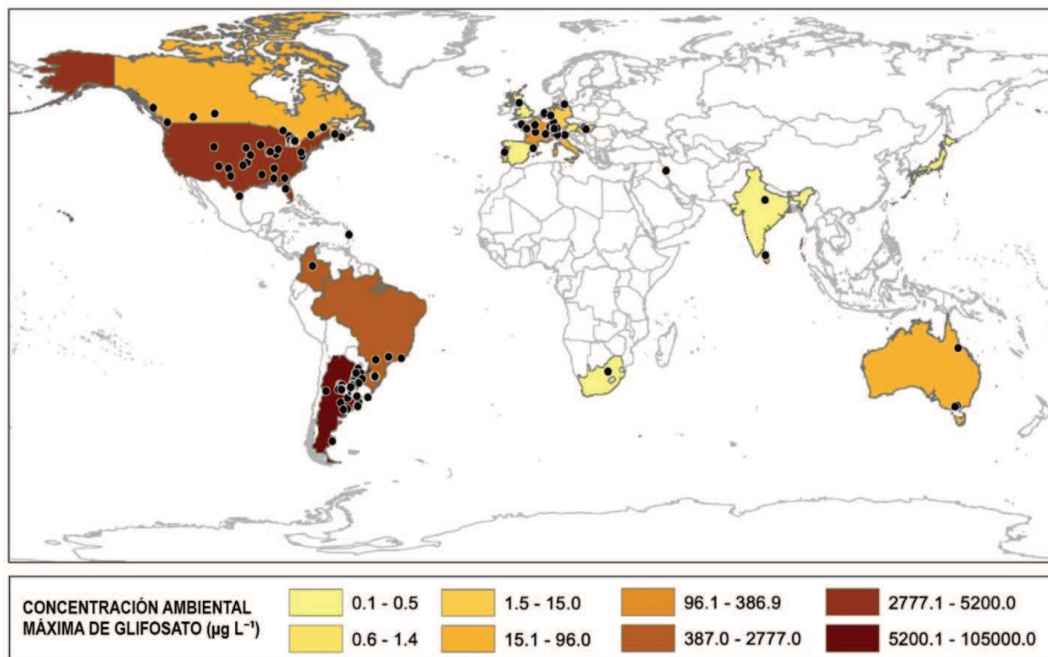 CONCENTRACIÓN AMBIENTAL
MÁXIMA DE GLIFOSATO (µg L⁻¹)
0.1 - 0.5
0.6 - 1.4
1.5 - 15.0
15.1 - 96.0
96.1 - 386.9
387.0 - 2777.0
2777.1 - 5200.0
5200.1 - 105000.0